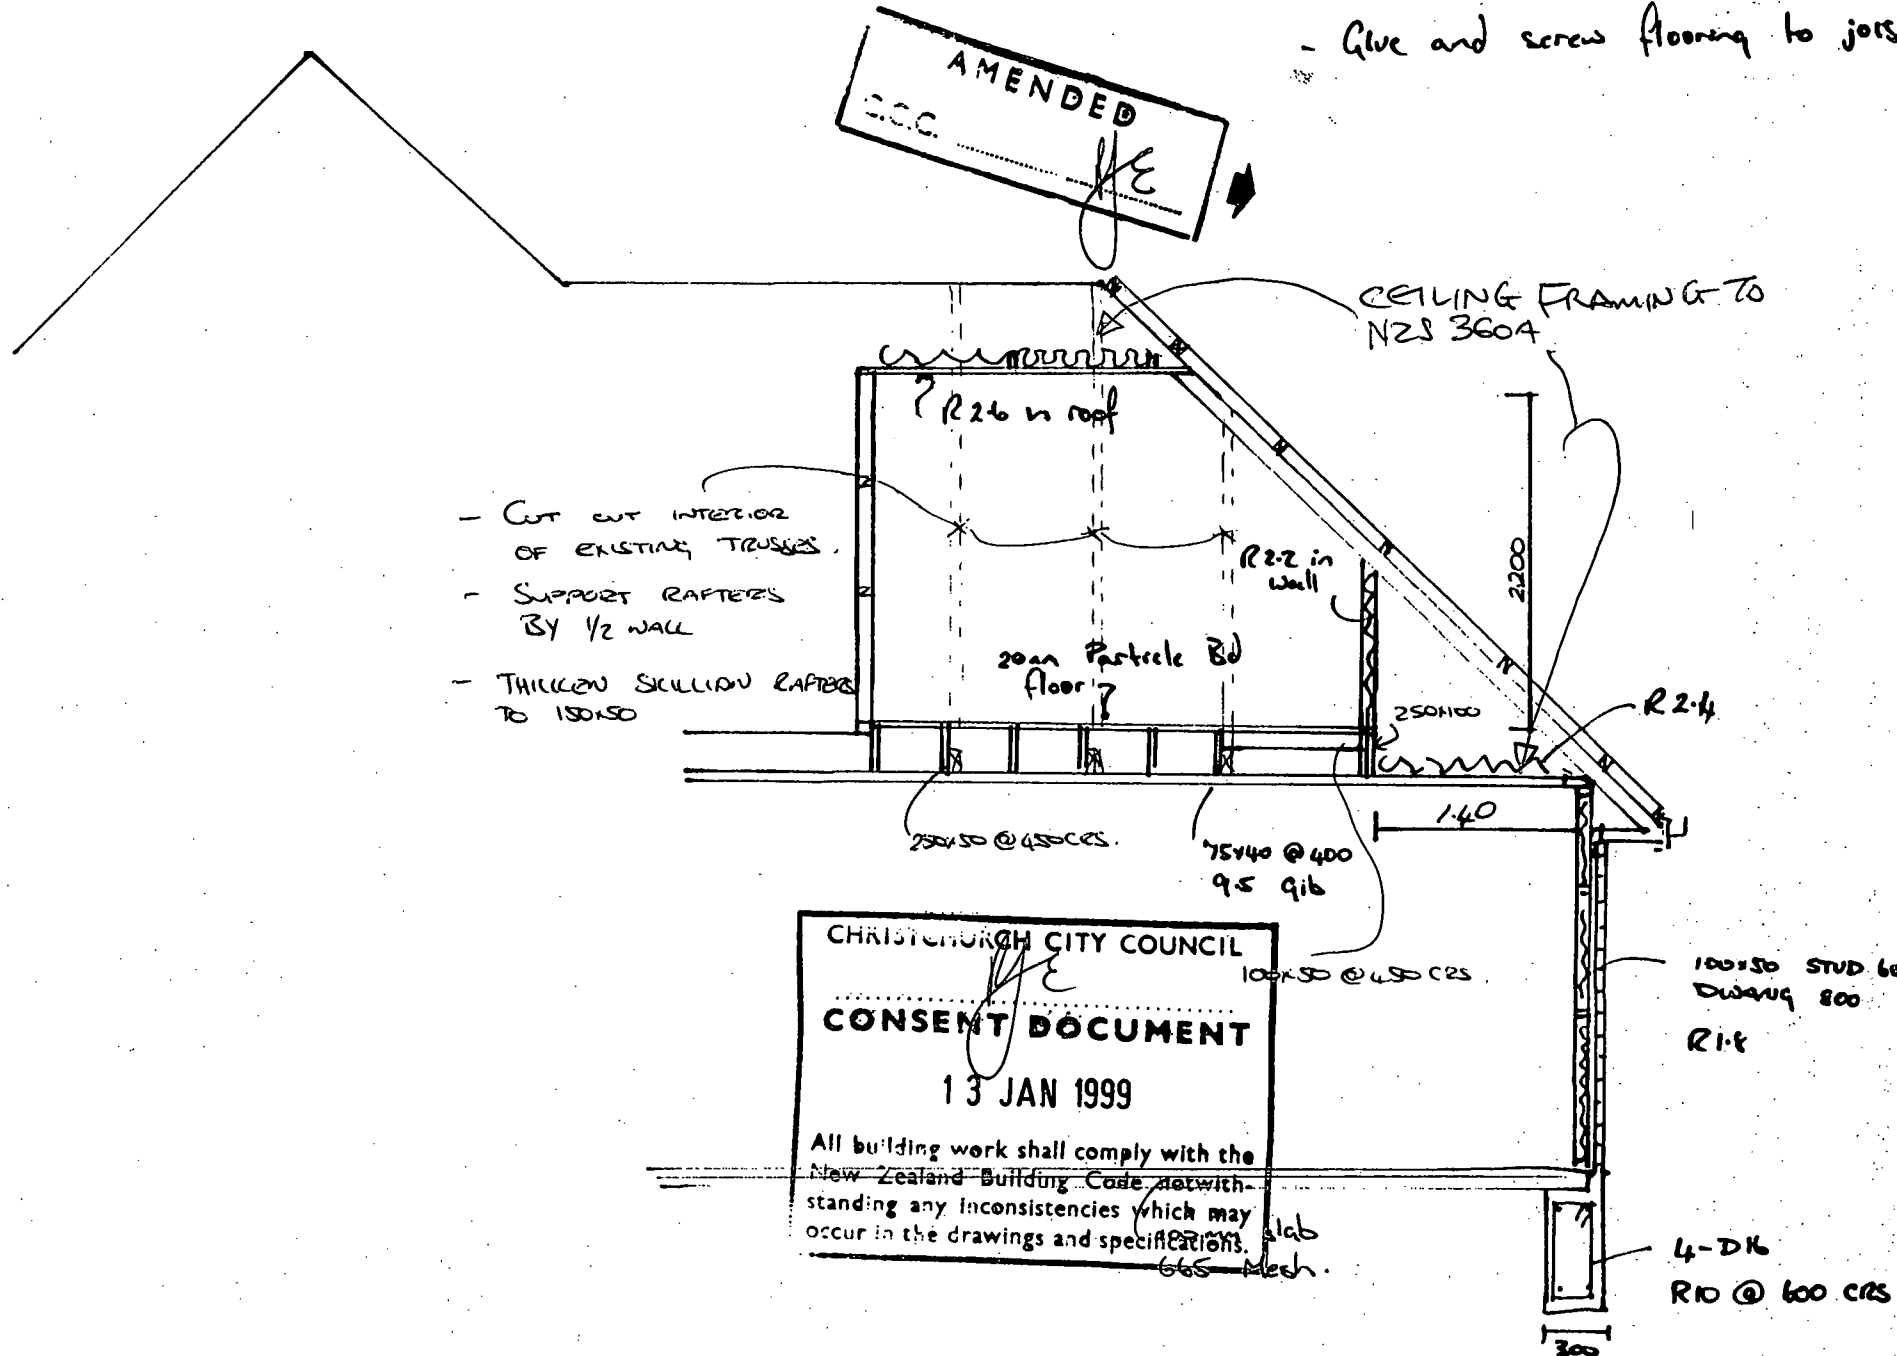 - Glue and screw flooring to
AMENDED
C.C.C.
CEILING FRAMING TO
NZS 3604
R2.6 in roof
- CUT OUT INTERIOR
OF EXISTING TRUSSES.
- SUPPORT RAFTERS
BY 1/2 WALL
- THICKEN SKILLION RAFTERS
TO 150x50
R2.2 in
wall
2200
20mm Particle Bd
floor
250x100
R2.4
250x50 @ 450 CRS.
1.40
75x40 @ 400
9.5 Gib
100x50 @ 450 CRS.
CHRISTCHURCH CITY COUNCIL
CONSENT DOCUMENT
13 JAN 1999
All building work shall comply with the
New Zealand Building Code notwith-
standing any inconsistencies which may
occur in the drawings and specifications.
slab
665 Mesh.
100x50 STUD
DWANG 800
R1.8
4-D16
R10 @ 600 CRS
300